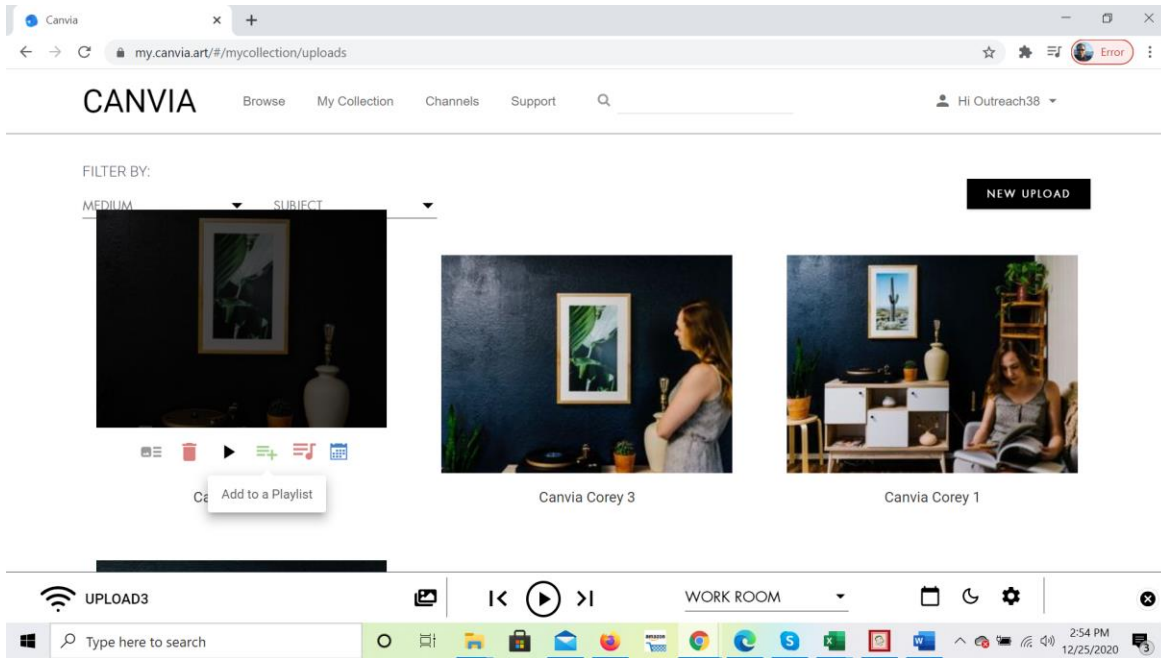 Canvia
my.canvia.art/#/mycollection/uploads
Error
CANVIA Browse My Collection Channels Support Hi Outreach38
FILTER BY:
MEDIUM SUBJECT
NEW UPLOAD
Add to a Playlist
Ca
Canvia Corey 3
Canvia Corey 1
UPLOAD3
WORK ROOM
Type here to search
2:54 PM
12/25/2020
3